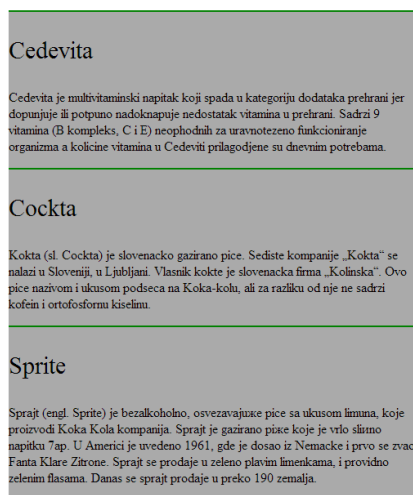 Cedevita
Cedevita je multivitaminski napitak koji spada u kategoriju dodataka prehrani jer
dopunjuje ili potpuno nadoknapuje nedostatak vitamina u prehrani. Sadrzi 9
vitamina (B kompleks, C i E) neophodnih za uravnotezeno funkcioniranje
organizma a kolicine vitamina u Cedeviti prilagodjene su dnevnim potrebama.
Cockta
Kokta (sl. Cockta) je slovenacko gazirano pice. Sediste kompanije „Kokta“ se
nalazi u Sloveniji, u Ljubljani. Vlasnik kokte je slovenacka firma „Kolinska“. Ovo
pice nazivom i ukusom podseca na Koka-kolu, ali za razliku od nje ne sadrzi
kofein i ortofosfornu kiselinu.
Sprite
Sprajt (engl. Sprite) je bezalkoholno, osvezavajuже pice sa ukusom limuna, koje
proizvodi Koka Kola kompanija. Sprajt je gazirano piже koje je vrlo sliчno
napitku 7ap. U Americi je uvedeno 1961, gde je dosao iz Nemacke i prvo se zvao
Fanta Klare Zitrone. Sprajt se prodaje u zeleno plavim limenkama, i providno
zelenim flasama. Danas se sprajt prodaje u preko 190 zemalja.